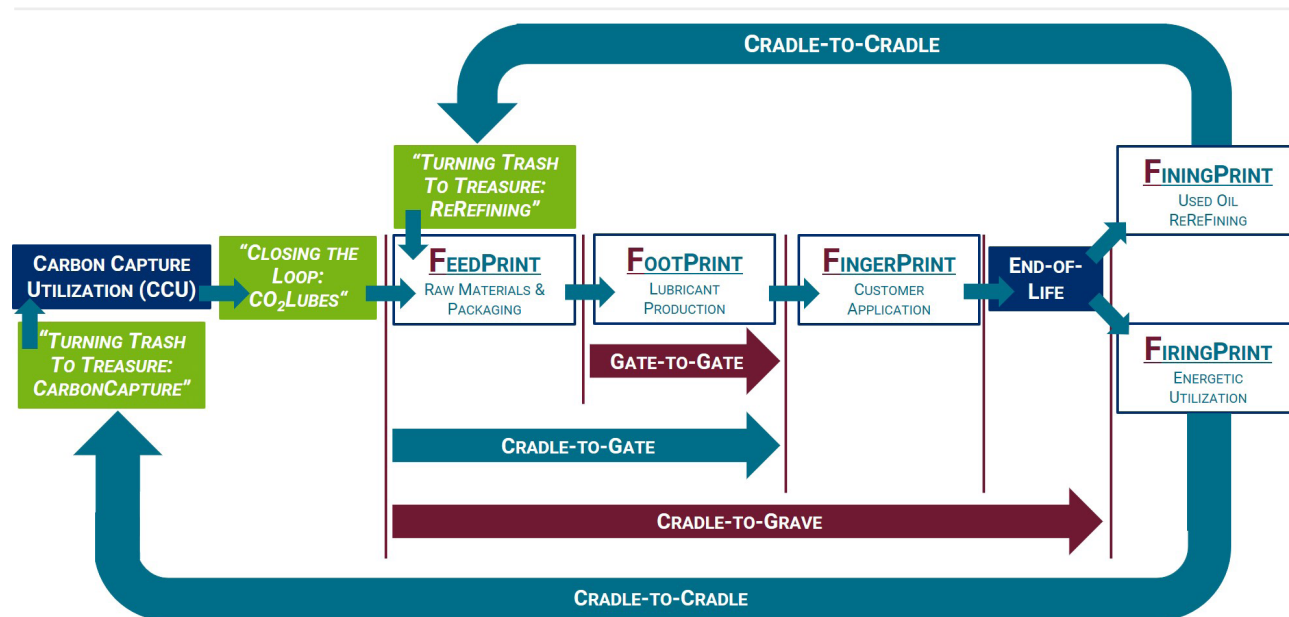 CRADLE-TO-CRADLE
“TURNING TRASH
TO TREASURE:
REREFINING”
FININGPRINT
USED OIL
REREFINING
CARBON CAPTURE
UTILIZATION (CCU)
“CLOSING THE
LOOP:
CO₂LUBES“
FEEDPRINT
RAW MATERIALS &
PACKAGING
FOOTPRINT
LUBRICANT
PRODUCTION
FINGERPRINT
CUSTOMER
APPLICATION
END-OF-
LIFE
“TURNING TRASH
TO TREASURE:
CARBONCAPTURE”
FIRINGPRINT
ENERGETIC
UTILIZATION
GATE-TO-GATE
CRADLE-TO-GATE
CRADLE-TO-GRAVE
CRADLE-TO-CRADLE